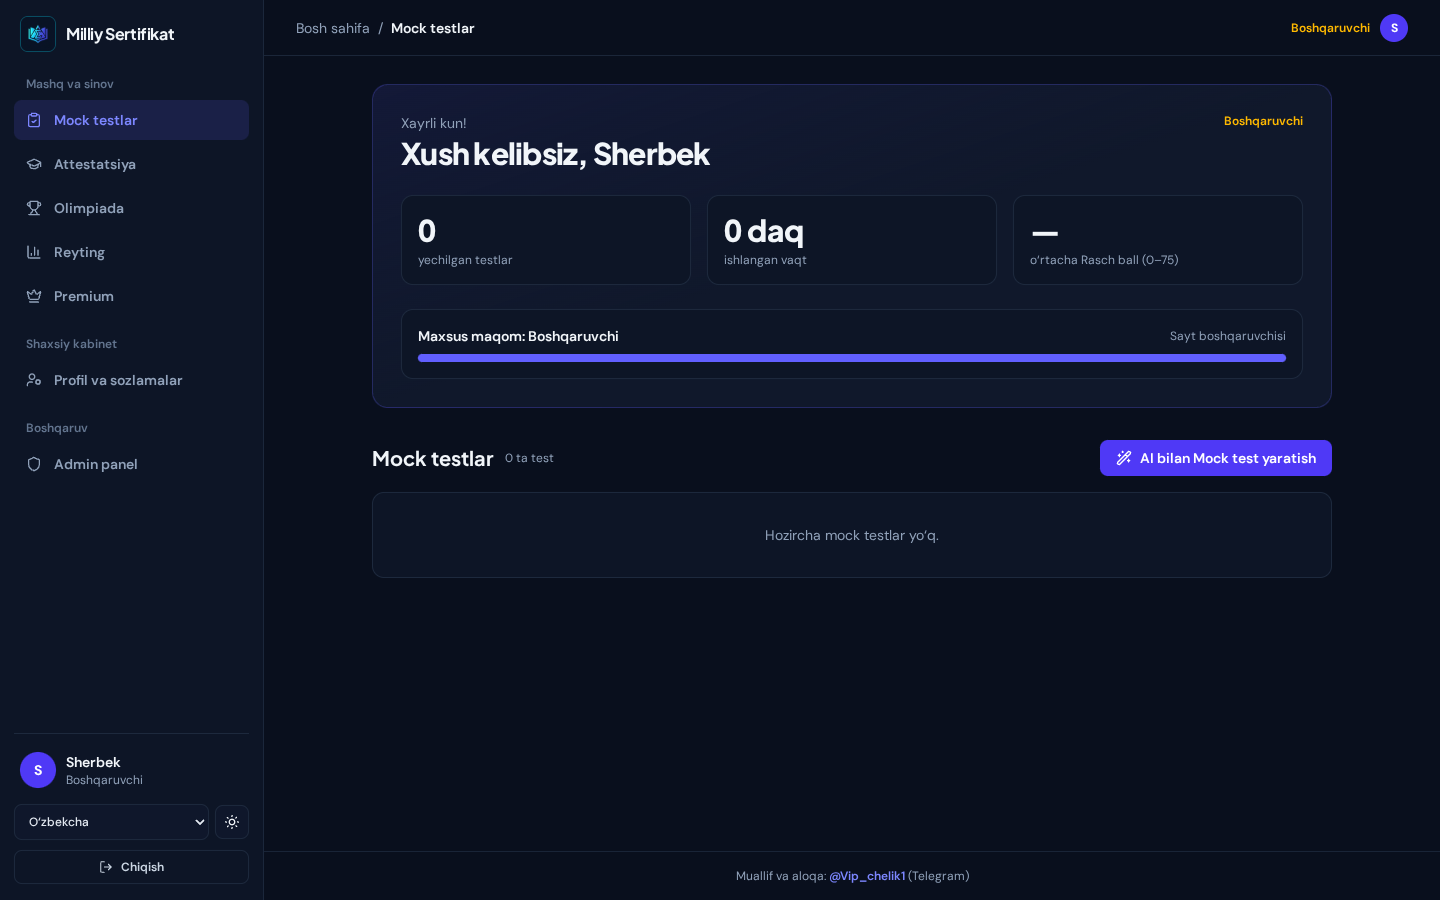 Milliy Sertifikat
Mashq va sinov
Mock testlar
Attestatsiya
Olimpiada
Reyting
Premium
Shaxsiy kabinet
Profil va sozlamalar
Boshqaruv
Admin panel
S
Sherbek
Boshqaruvchi
Oʻzbekcha
Chiqish
Bosh sahifa / Mock testlar
Boshqaruvchi S
Xayrli kun!
Boshqaruvchi
Xush kelibsiz, Sherbek
0
yechilgan testlar
0 daq
ishlangan vaqt
—
oʻrtacha Rasch ball (0–75)
Maxsus maqom: Boshqaruvchi
Sayt boshqaruvchisi
Mock testlar 0 ta test
AI bilan Mock test yaratish
Hozircha mock testlar yoʻq.
Muallif va aloqa: @Vip_chelik1 (Telegram)